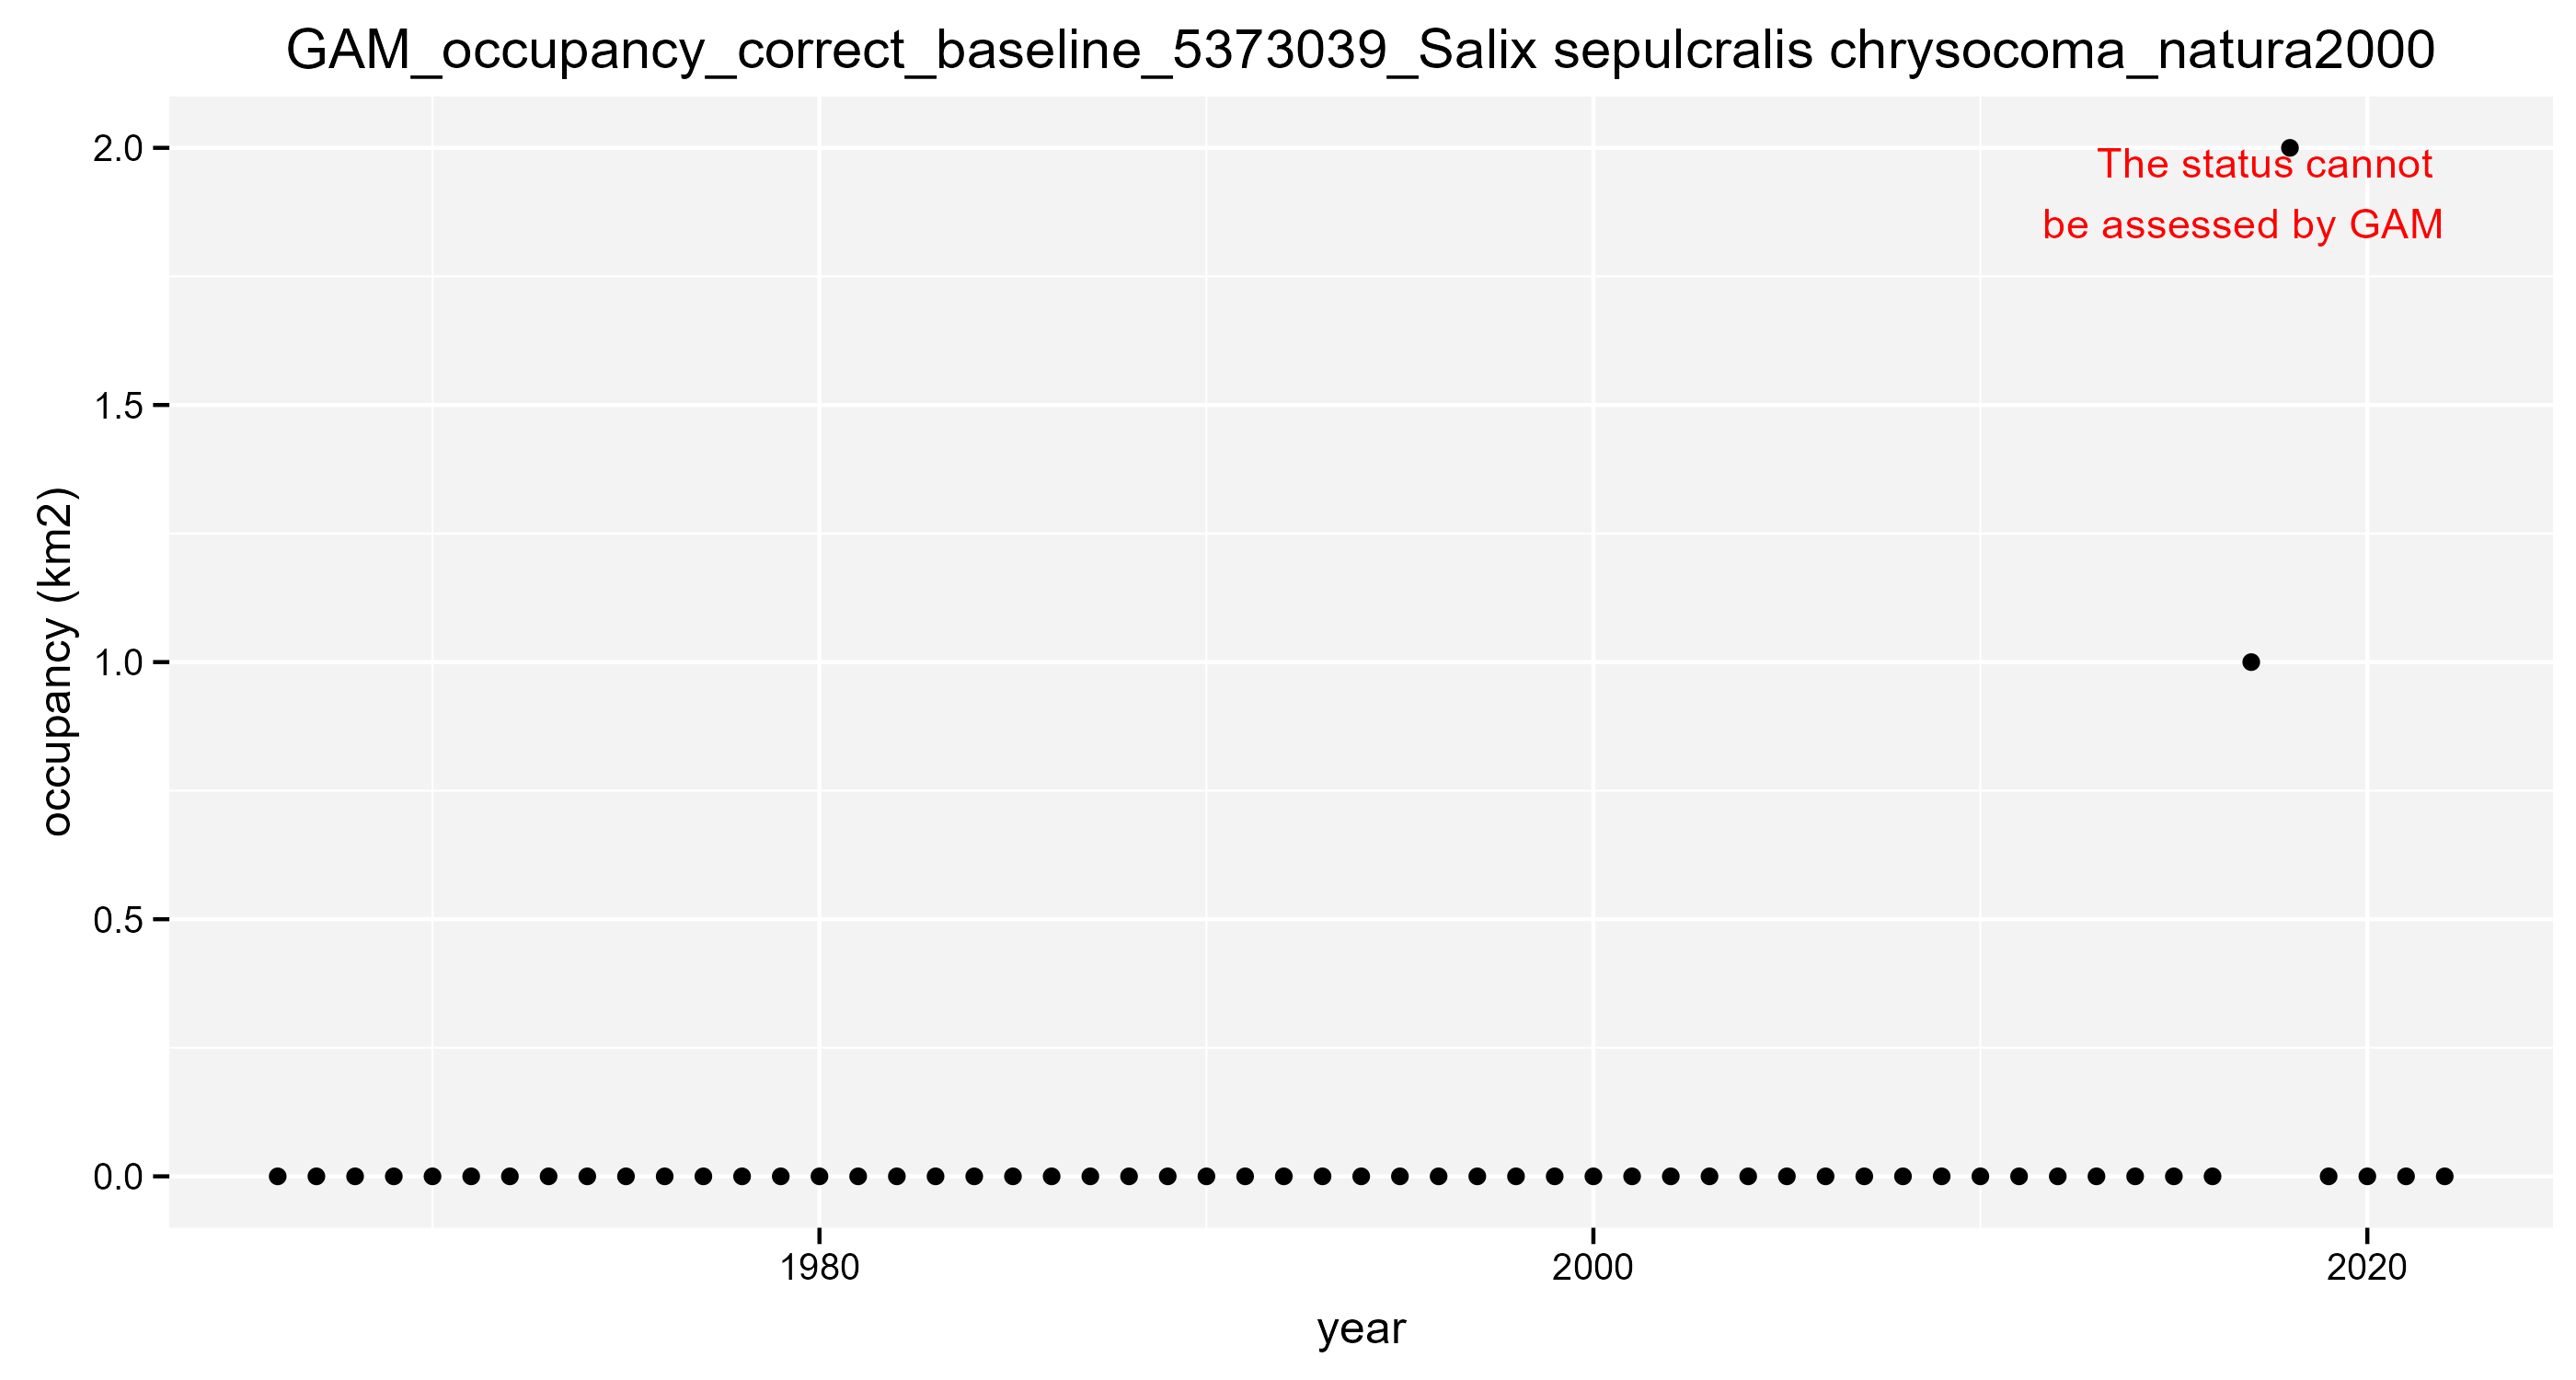 GAM_occupancy_correct_baseline_5373039_Salix sepulcralis chrysocoma_natura2000
2.0
The status cannot
be assessed by GAM
1.5
occupancy (km2)
1.0
0.5
0.0
1980
2000
2020
year